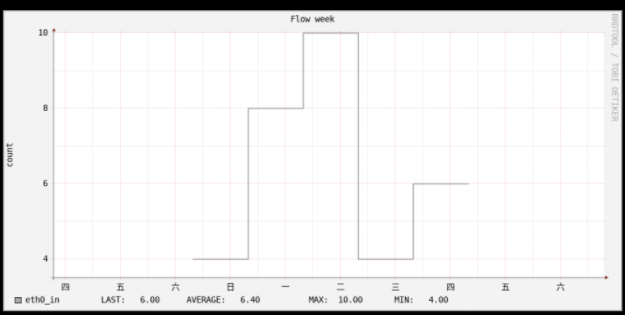 Flow week
RRDTOOL / TOBI OETIKER
10
8
6
4
count
四 五 六 日 一 二 三 四 五 六
eth0_in LAST: 6.00 AVERAGE: 6.40 MAX: 10.00 MIN: 4.00